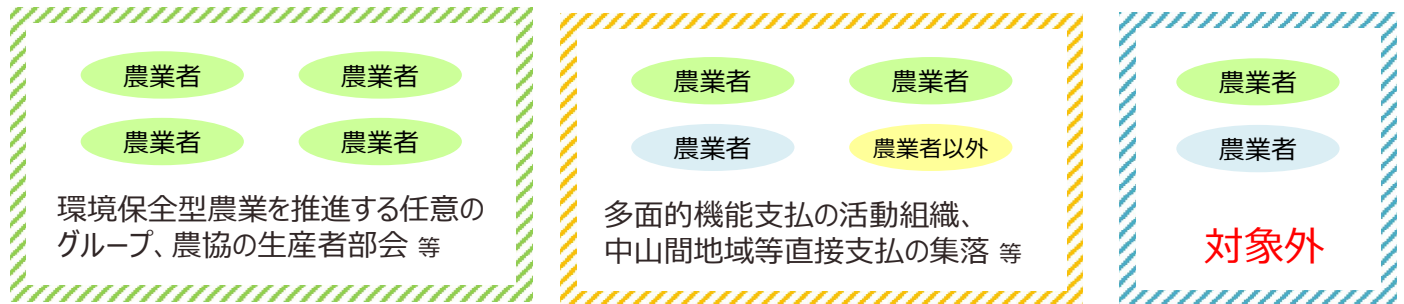 農業者 農業者
農業者 農業者
環境保全型農業を推進する任意の
グループ、農協の生産者部会 等
農業者 農業者
農業者 農業者以外
多面的機能支払の活動組織、
中山間地域等直接支払の集落 等
農業者
農業者
対象外